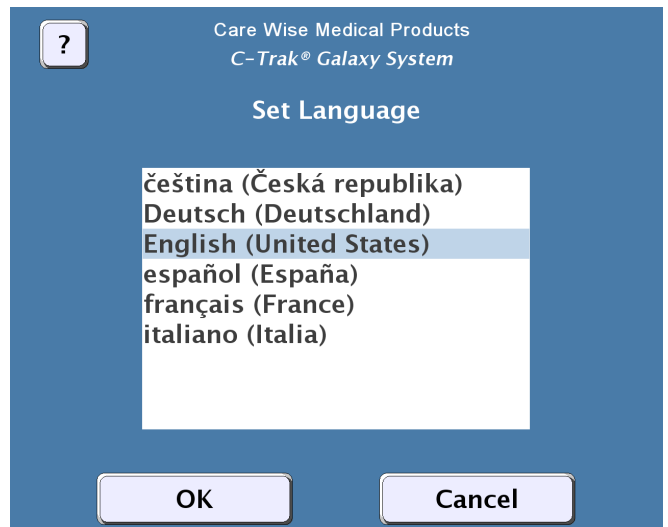 ?
Care Wise Medical Products
C-Trak® Galaxy System
Set Language
čeština (Česká republika)
Deutsch (Deutschland)
English (United States)
español (España)
français (France)
italiano (Italia)
OK
Cancel